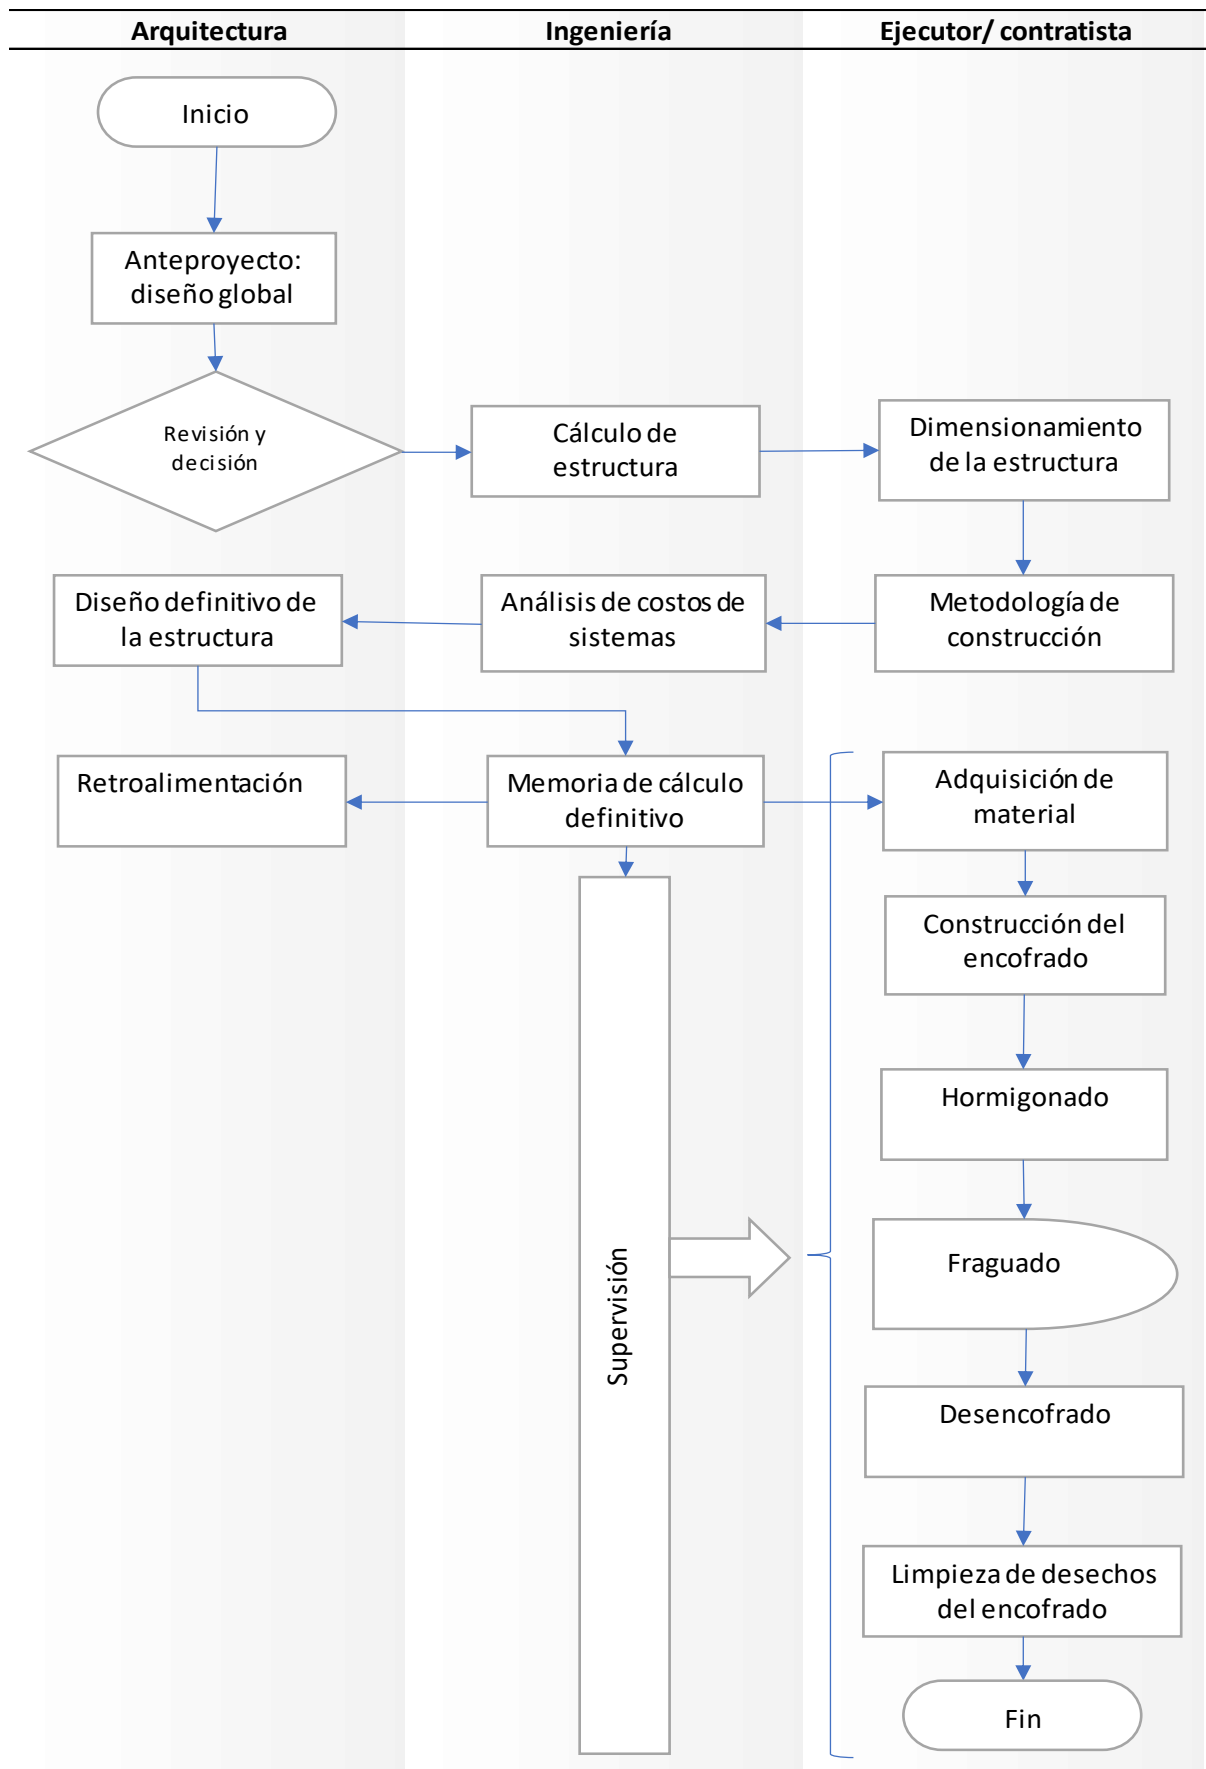 Arquitectura
Ingeniería
Ejecutor/ contratista
Inicio
Anteproyecto:
diseño global
Revisión y
decisión
Cálculo de
estructura
Dimensionamiento
de la estructura
Diseño definitivo de
la estructura
Análisis de costos de
sistemas
Metodología de
construcción
Retroalimentación
Memoria de cálculo
definitivo
Adquisición de
material
Construcción del
encofrado
Hormigonado
Supervisión
Fraguado
Desencofrado
Limpieza de desechos
del encofrado
Fin